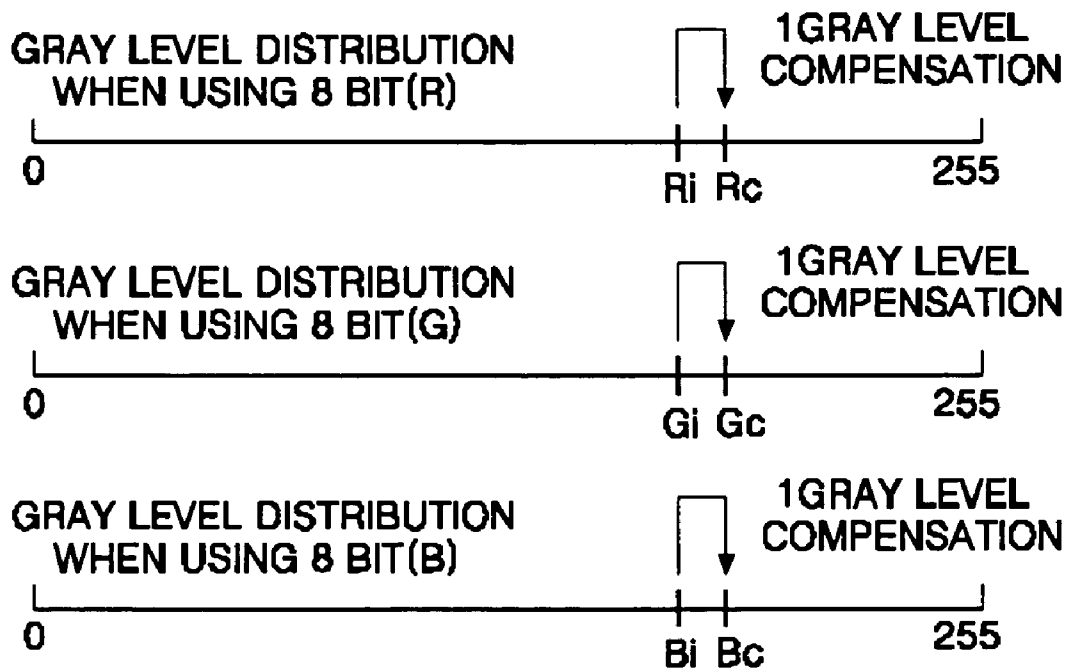 GRAY LEVEL DISTRIBUTION
WHEN USING 8 BIT(R)
1GRAY LEVEL
COMPENSATION
0
Ri
Rc
255
GRAY LEVEL DISTRIBUTION
WHEN USING 8 BIT(G)
1GRAY LEVEL
COMPENSATION
0
Gi
Gc
255
GRAY LEVEL DISTRIBUTION
WHEN USING 8 BIT(B)
1GRAY LEVEL
COMPENSATION
0
Bi
Bc
255